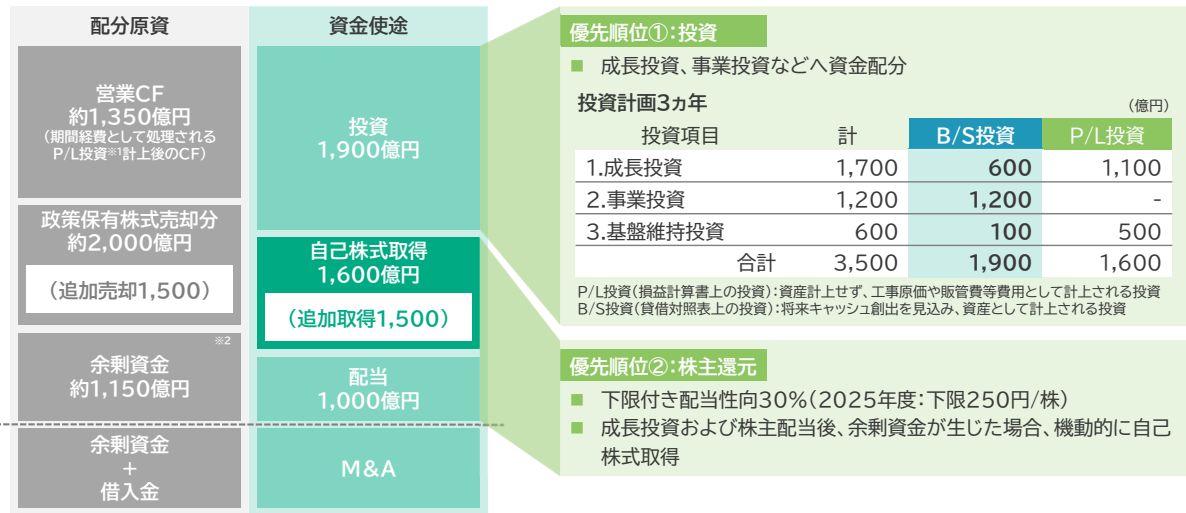 配分原資
営業CF
約1,350億円
（期間経費として処理される
P/L投資※1計上後のCF）
政策保有株式売却分
約2,000億円
（追加売却1,500）
※2
余剰資金
約1,150億円
余剰資金
+
借入金
資金使途
投資
1,900億円
自己株式取得
1,600億円
（追加取得1,500）
配当
1,000億円
M&A
優先順位①：投資
■ 成長投資、事業投資などへ資金配分
投資計画3ヵ年 （億円）
投資項目 計 B/S投資 P/L投資
1.成長投資 1,700 600 1,100
2.事業投資 1,200 1,200 -
3.基盤維持投資 600 100 500
合計 3,500 1,900 1,600
P/L投資（損益計算書上の投資）：資産計上せず、工事原価や販管費等費用として計上される投資
B/S投資（貸借対照表上の投資）：将来キャッシュ創出を見込み、資産として計上される投資
優先順位②：株主還元
■ 下限付き配当性向30%（2025年度：下限250円/株）
■ 成長投資および株主配当後、余剰資金が生じた場合、機動的に自己
株式取得